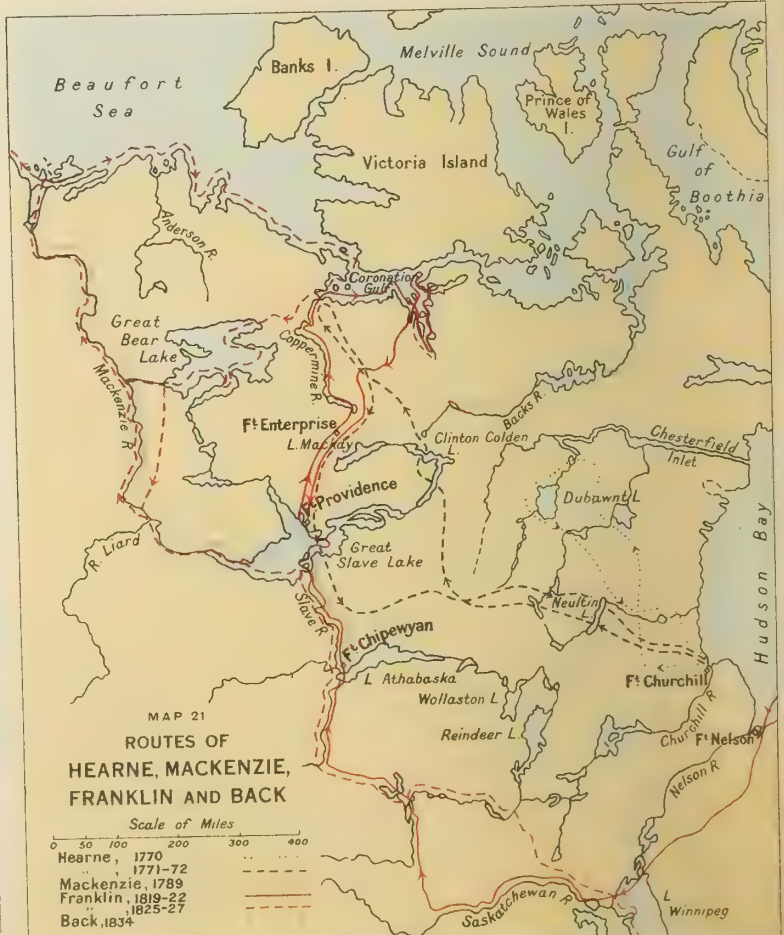 Beaufort
Sea
Banks I.
Melville Sound
Prince of
Wales
I.
Gulf
of
Boothia
Victoria Island
Anderson R.
Coronation
Gulf
Great
Bear
Lake
Coppermine R.
Mackenzie R
Backs R.
Ft Enterprise
L. Mackay
Clinton Colden
L.
Chesterfield
Inlet
Ft Providence
Dubawnt L
R. Liard
Great
Slave Lake
Hudson Bay
Slave R
Neultin
L.
Ft Chipewyan
L Athabaska
Ft Churchill
Wollaston L
Churchill R
Reindeer L.
Ft Nelson
Nelson R
MAP 21
ROUTES OF
HEARNE, MACKENZIE,
FRANKLIN AND BACK
Scale of Miles
0 50 100 200 300 400
Hearne, 1770
" 1771-72
Mackenzie, 1789
Franklin, 1819-22
" 1825-27
Back, 1834
Saskatchewan R
L
Winnipeg